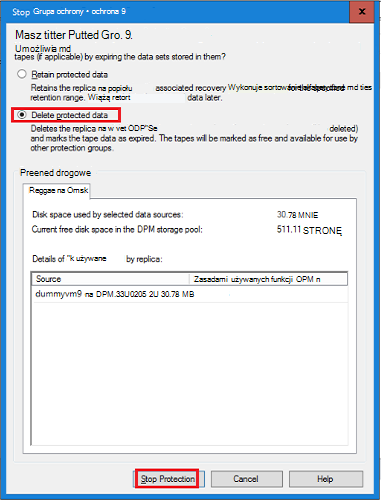 Stop Grupa ochrony • ochrona 9
Masz titter Putted Gro. 9.
Umożliwia md
tapes (if applicable) by expiring the data sets stored in them?
Retain protected data
Retains the replica na popiołu associated recovery Wykonuje sortowanie
retention range. Wiążą retort data later.
Delete protected data
Deletes the replica na w vet ODP"Se deleted)
and marks the tape data as expired. The tapes will be marked as free and available for use by
other protection groups.
Preened drogowe
Reggae na Omsk
Disk space used by selected data sources: 30.78 MNIE
Current free disk space in the DPM storage pool: 511.11 STRONĘ
Details of "k używane by replica:
Source Zasadami używanych funkcji OPM n
dummyvm9 na DPM.33U0205 2U 30.78 MB
Stop Protection Cancel Help